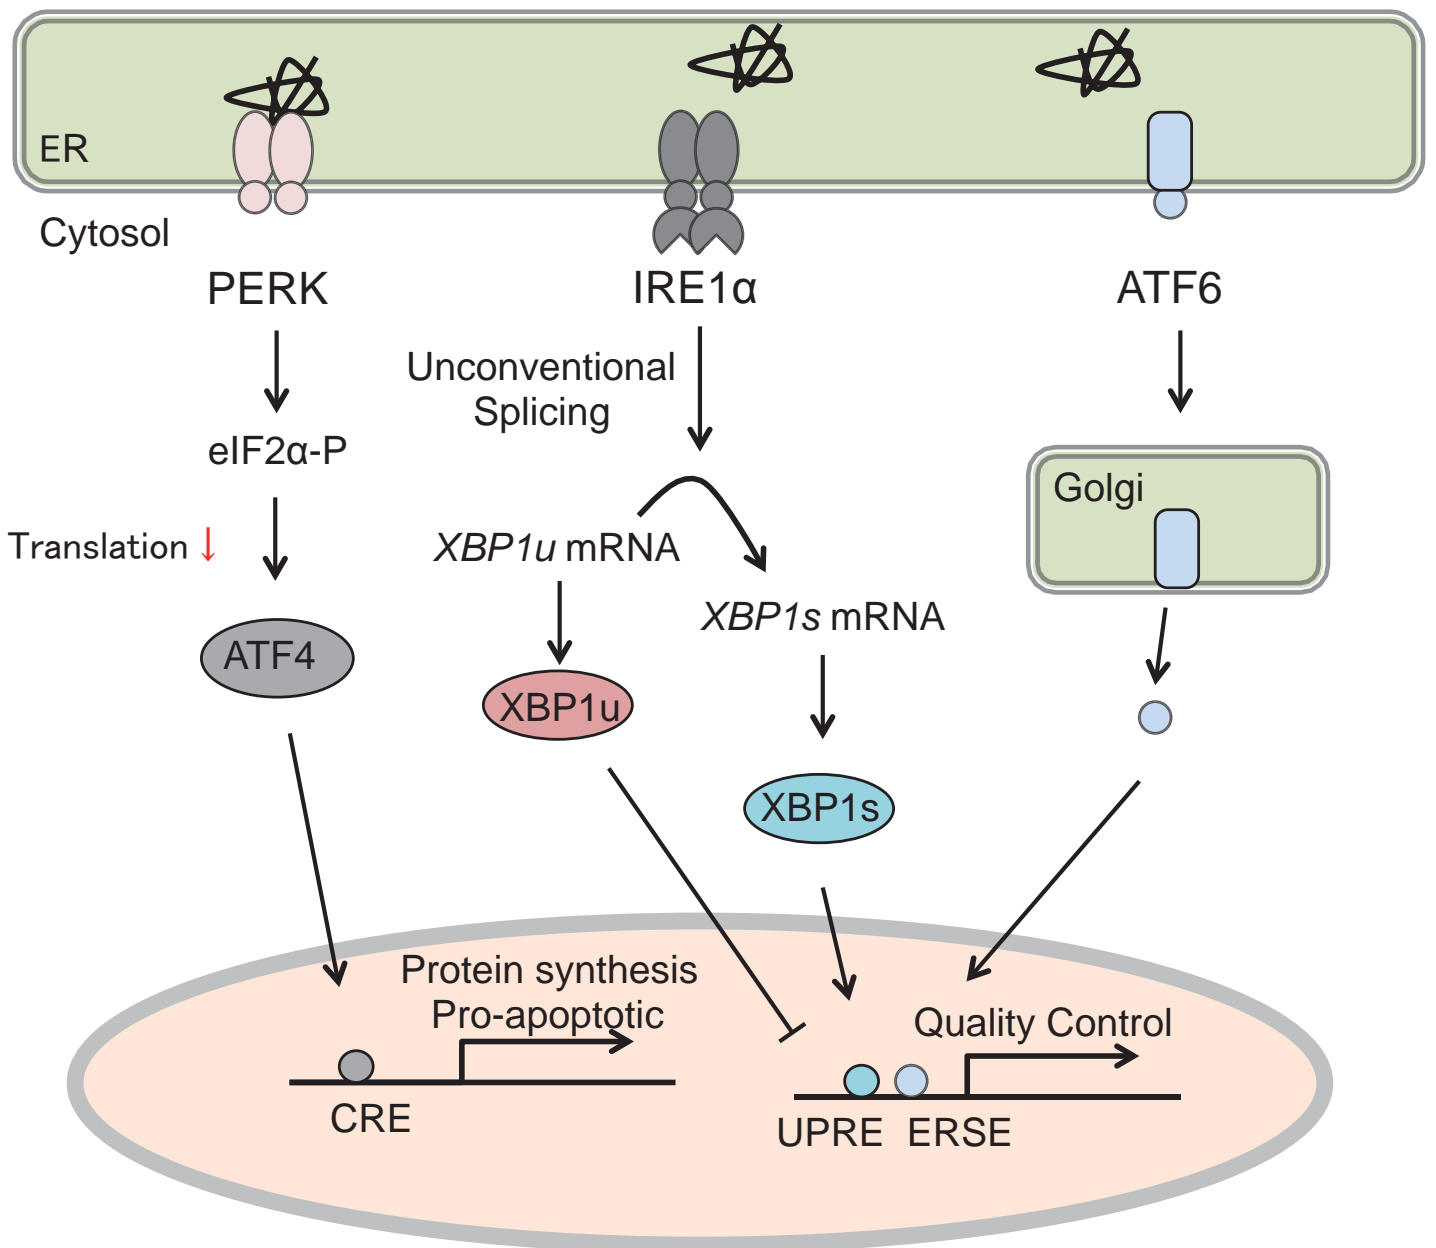 ER
Cytosol
PERK
IRE1α
ATF6
Unconventional
Splicing
eIF2α-P
Golgi
Translation ↓
XBP1u mRNA
XBP1s mRNA
ATF4
XBP1u
XBP1s
Protein synthesis
Pro-apoptotic
Quality Control
CRE
UPRE ERSE